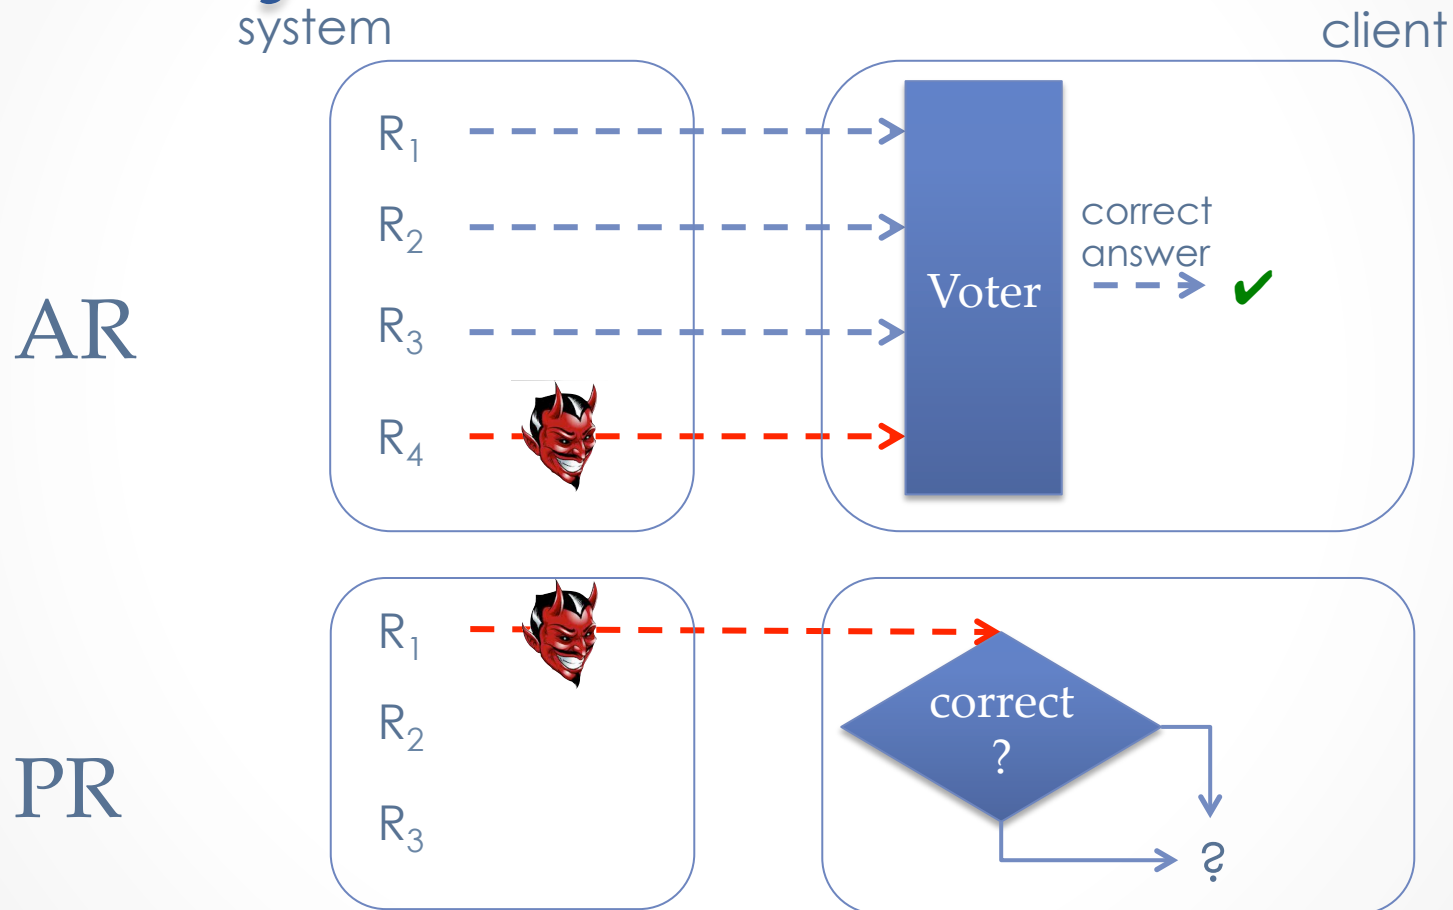 system
client
AR
R1
R2
R3
R4
Voter
correct
answer
PR
R1
R2
R3
correct
?
?